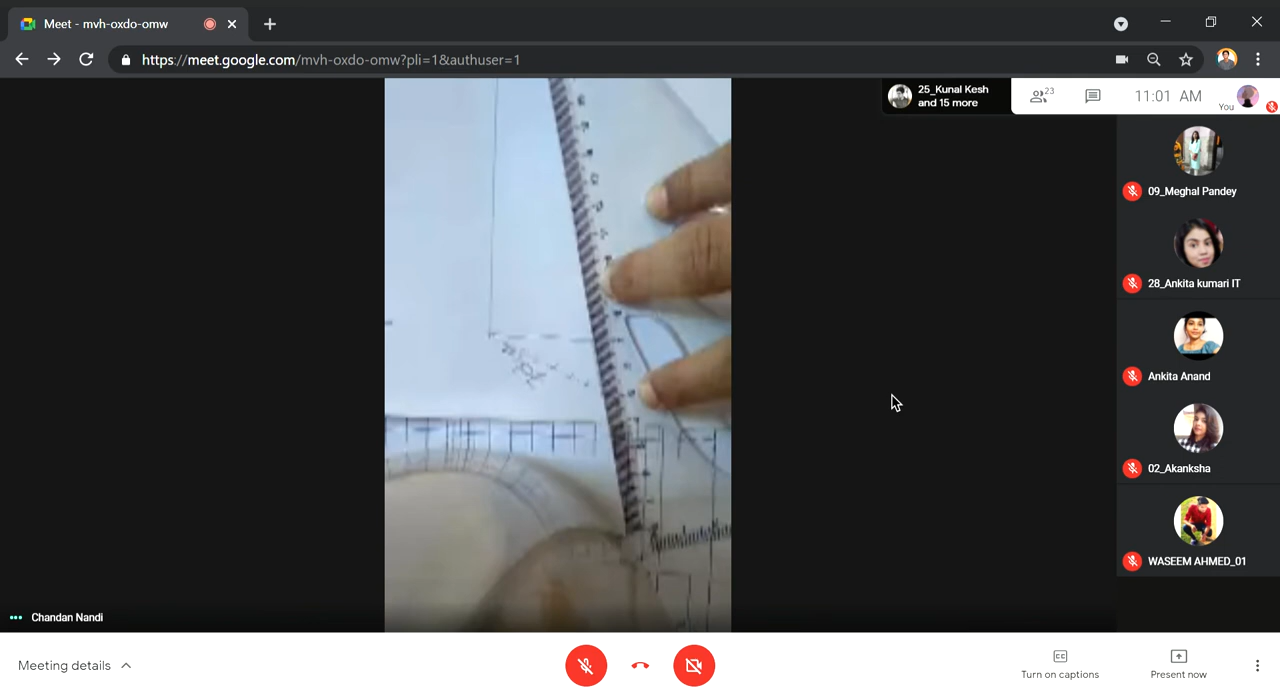 Meet - mvh-oxdo-omw
https://meet.google.com/mvh-oxdo-omw?pli=1&authuser=1
25_Kunal Kesh
and 15 more
23
11:01 AM
You
09_Meghal Pandey
28_Ankita kumari IT
Ankita Anand
02_Akanksha
WASEEM AHMED_01
Chandan Nandi
Meeting details
CC
Turn on captions
Present now